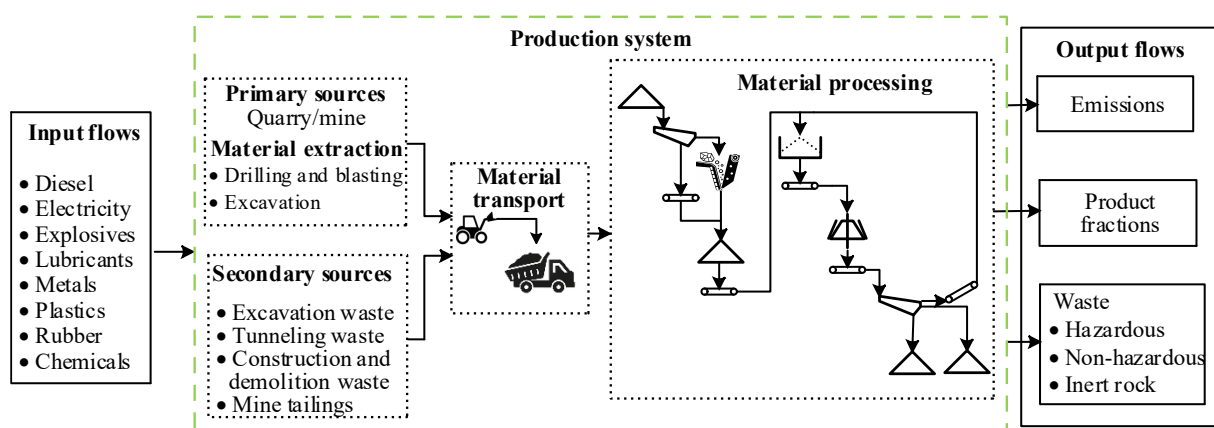 Production system
Input flows
● Diesel
● Electricity
● Explosives
● Lubricants
● Metals
● Plastics
● Rubber
● Chemicals
Primary sources
Quarry/mine
Material extraction
● Drilling and blasting
● Excavation
Secondary sources
● Excavation waste
● Tunneling waste
● Construction and
demolition waste
● Mine tailings
Material
transport
Material processing
Output flows
Emissions
Product
fractions
Waste
● Hazardous
● Non-hazardous
● Inert rock